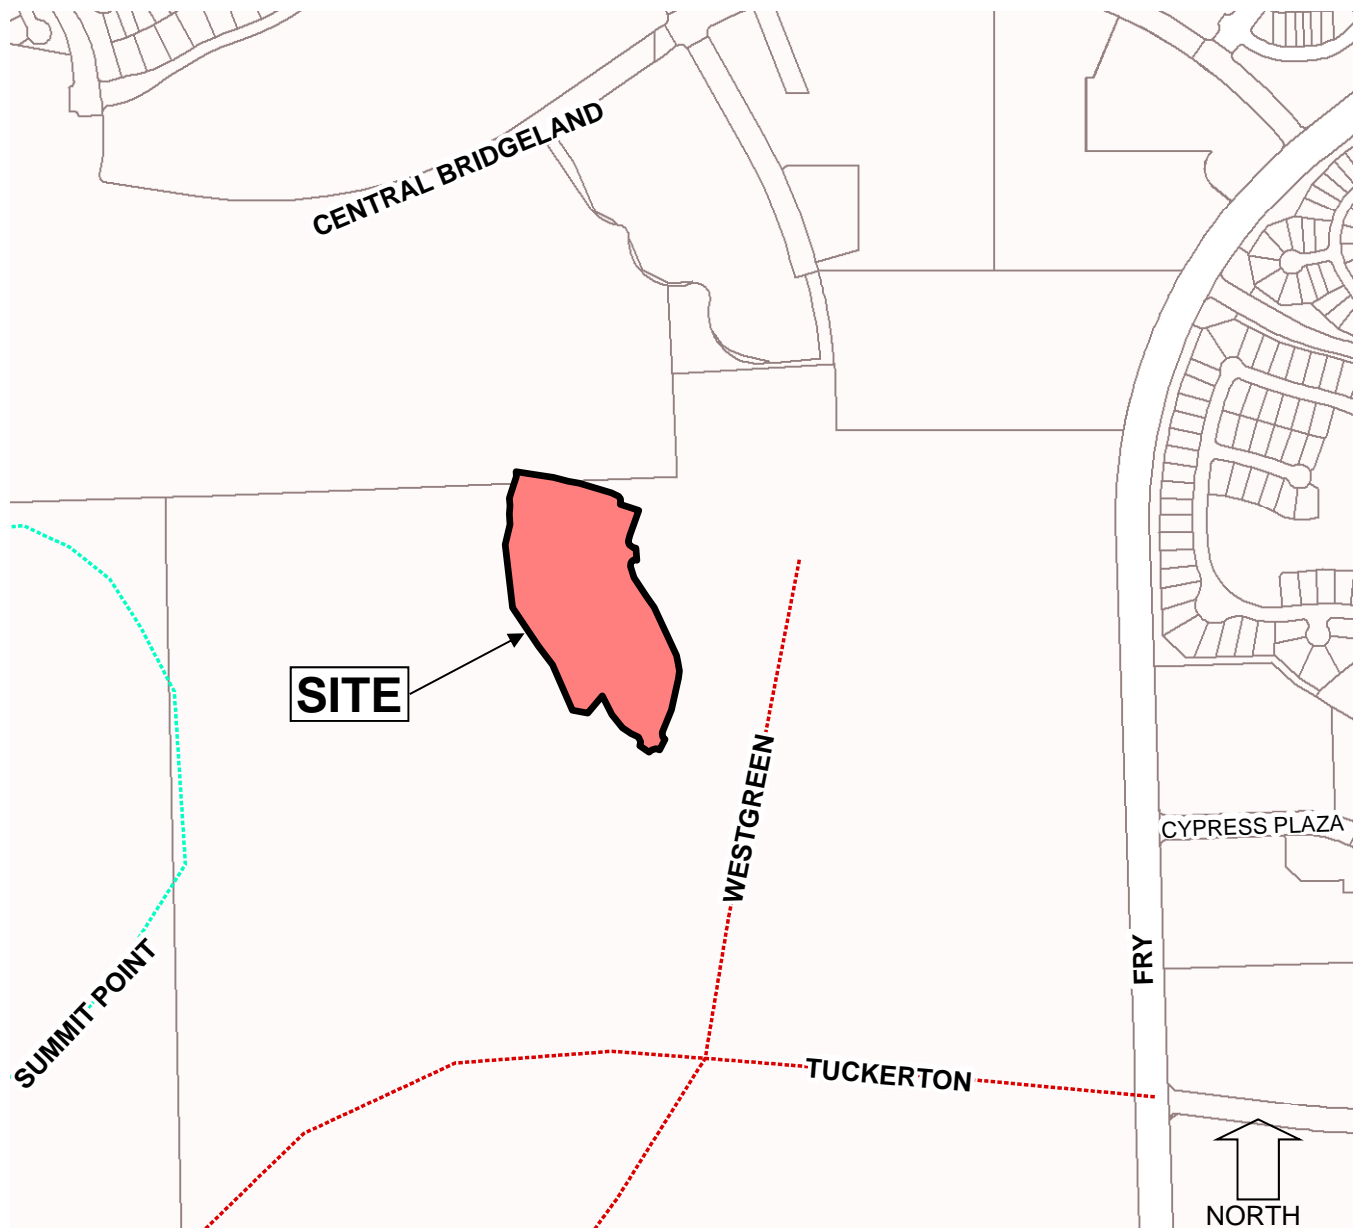 CENTRAL BRIDGELAND
SITE
WESTGREEN
CYPRESS PLAZA
FRY
SUMMIT POINT
TUCKERTON
NORTH